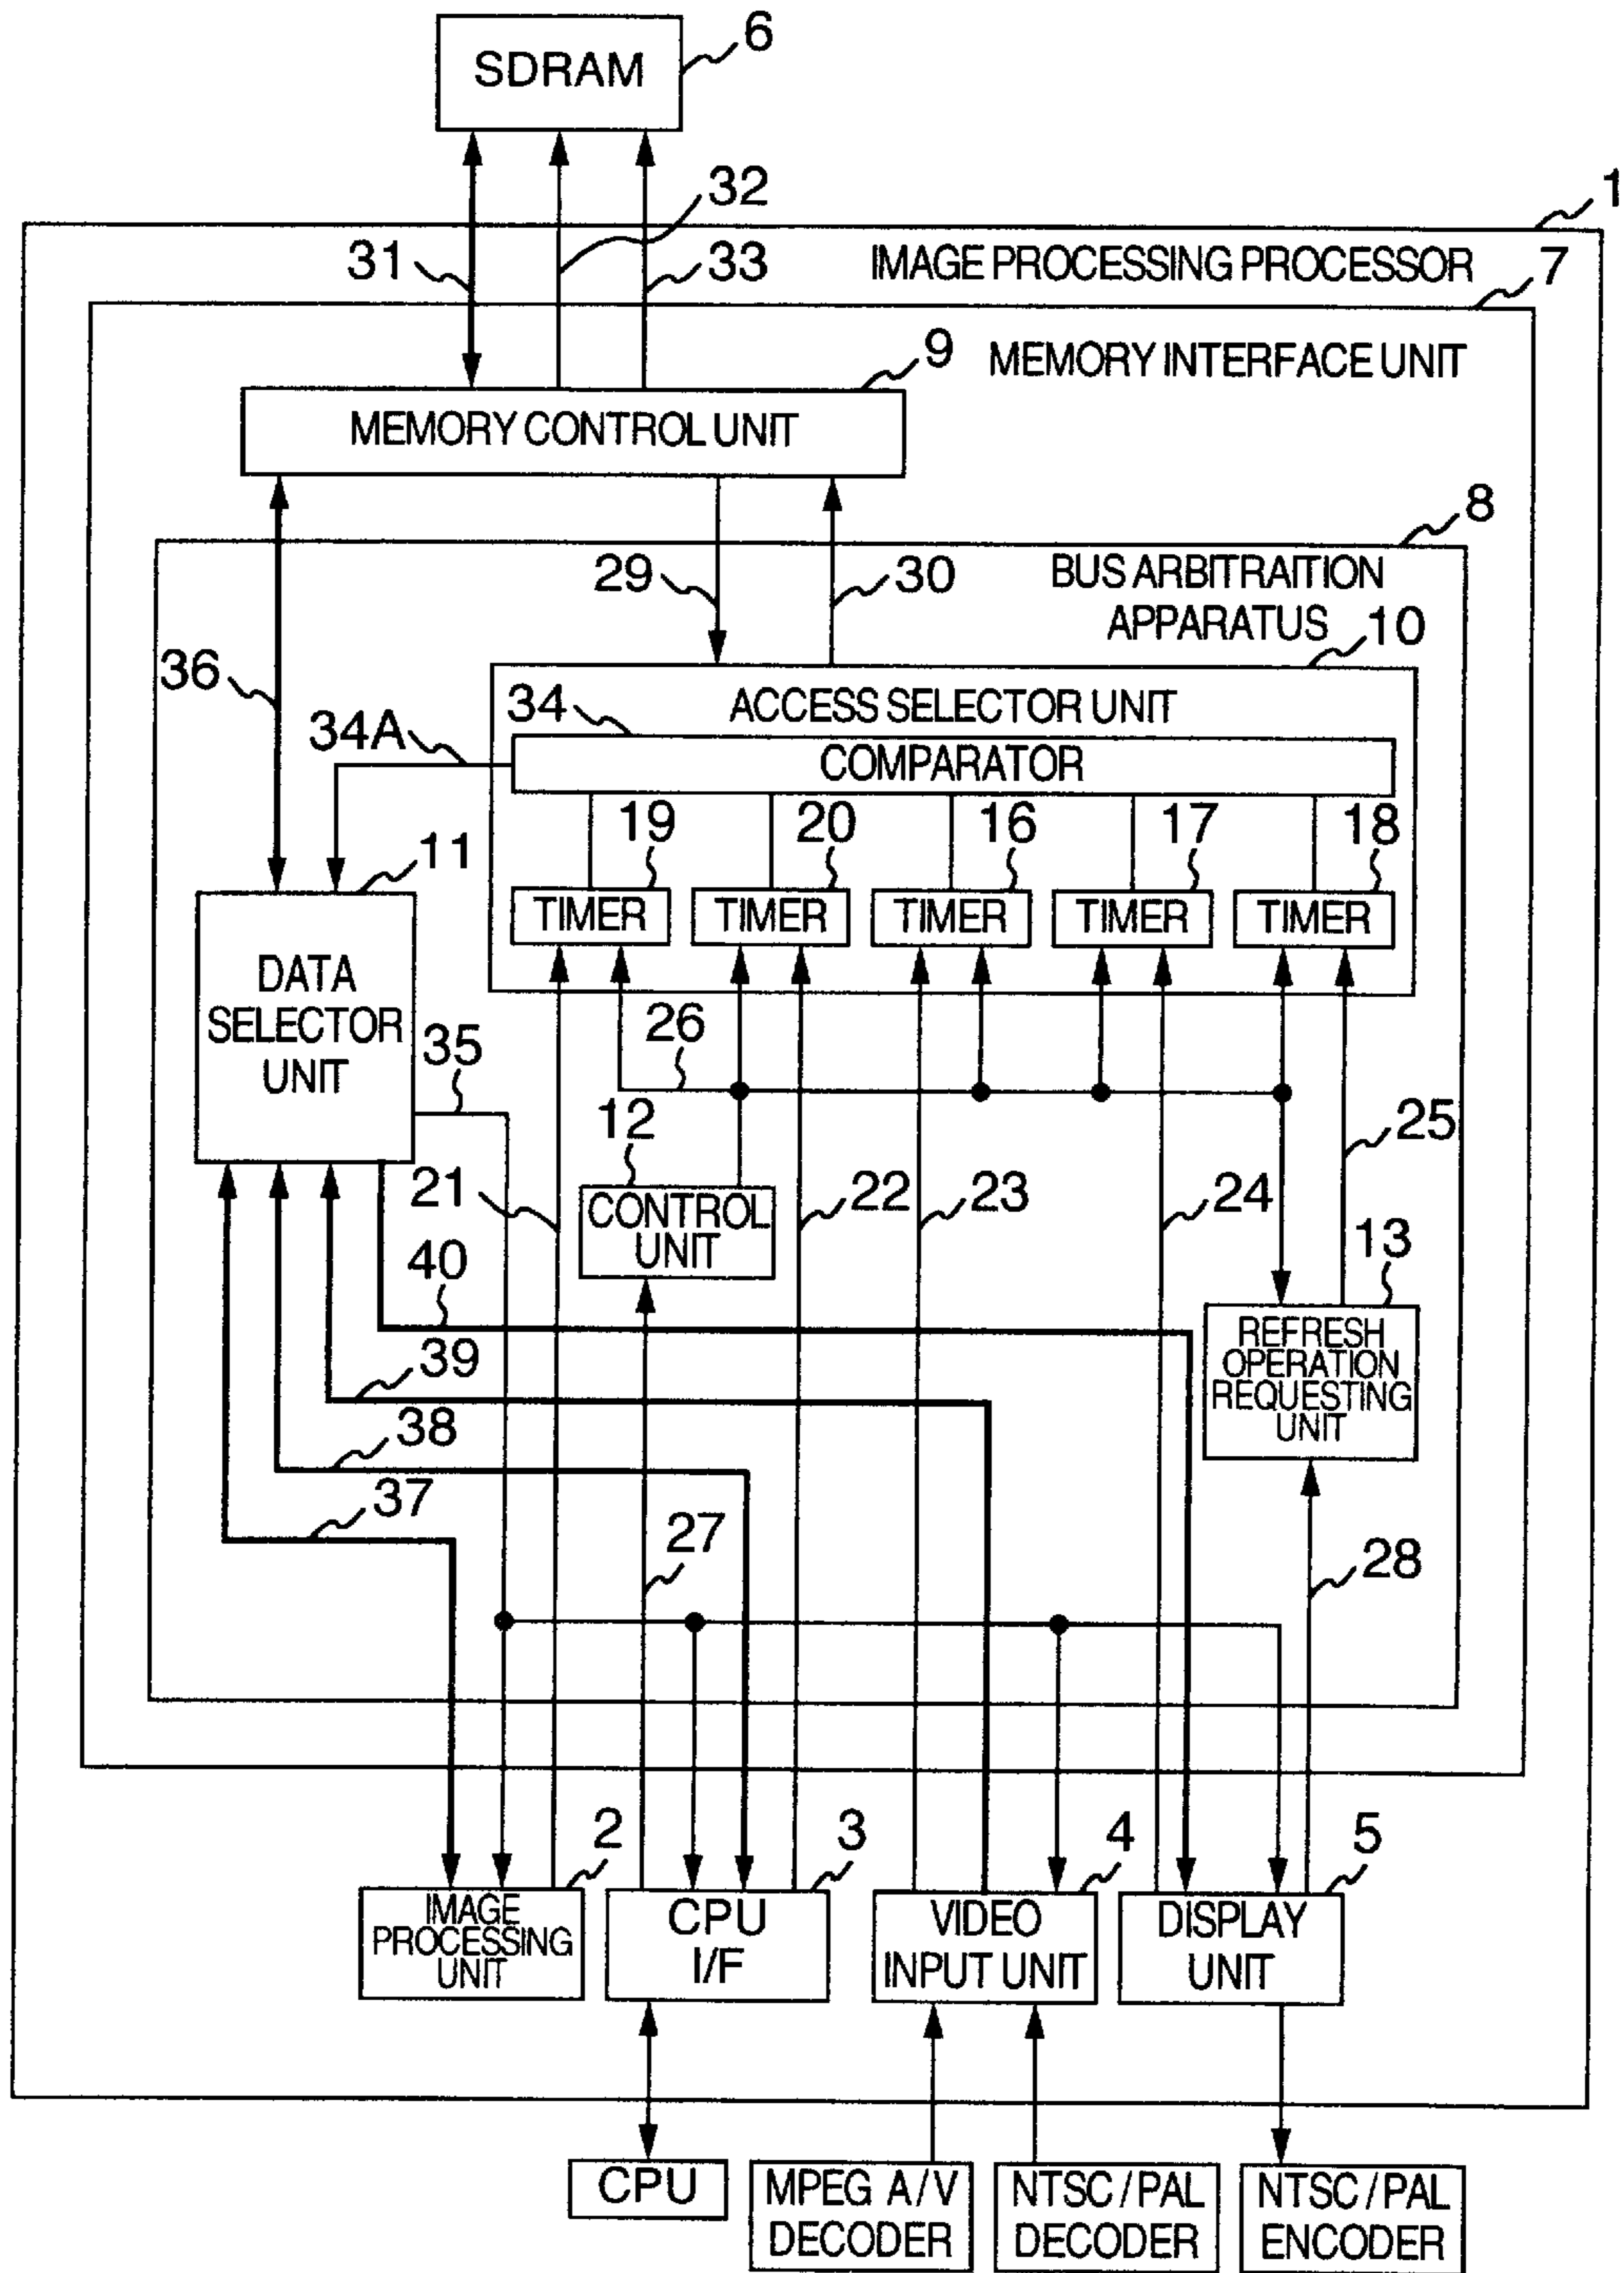 SDRAM
6
1
32
31
33
IMAGE PROCESSING PROCESSOR
7
9
MEMORY INTERFACE UNIT
MEMORY CONTROL UNIT
8
29
30
BUS ARBITRAITION
APPARATUS
10
36
34
ACCESS SELECTOR UNIT
34A
COMPARATOR
11
19
20
16
17
18
TIMER
TIMER
TIMER
TIMER
TIMER
DATA
SELECTOR
UNIT
35
26
12
25
21
CONTROL
UNIT
22
23
24
13
40
REFRESH
OPERATION
REQUESTING
UNIT
39
38
37
27
28
2
3
4
5
IMAGE
PROCESSING
UNIT
CPU
I/F
VIDEO
INPUT UNIT
DISPLAY
UNIT
CPU
MPEG A/V
DECODER
NTSC/PAL
DECODER
NTSC/PAL
ENCODER